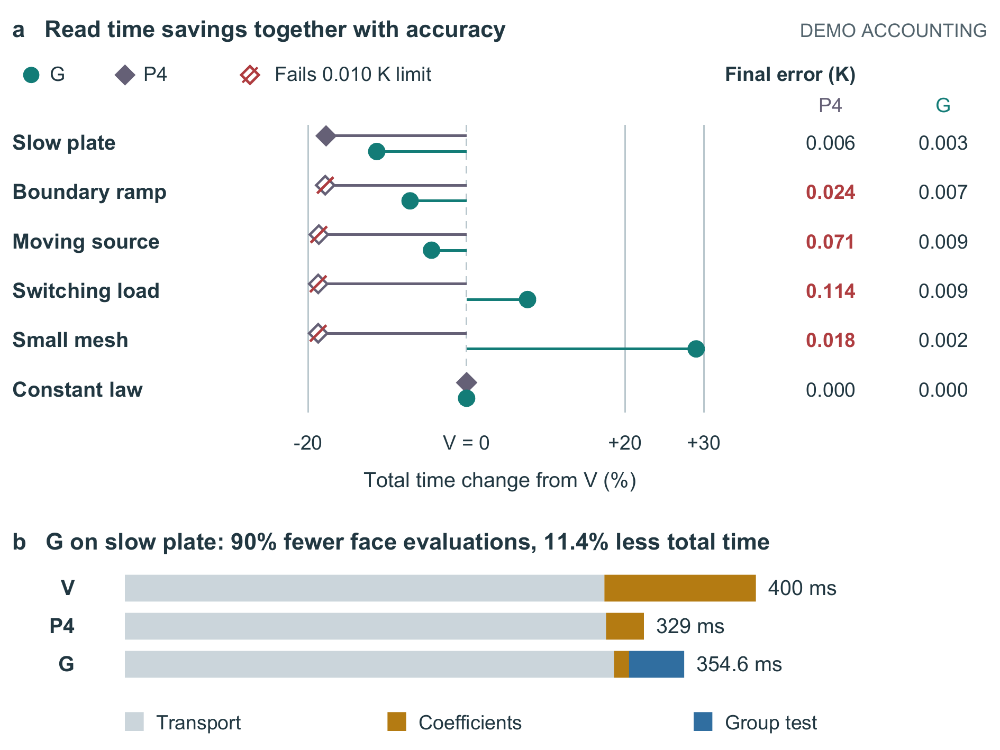 a Read time savings together with accuracy
DEMO ACCOUNTING
G P4 Fails 0.010 K limit
Final error (K)
P4 G
Slow plate 0.006 0.003
Boundary ramp 0.024 0.007
Moving source 0.071 0.009
Switching load 0.114 0.009
Small mesh 0.018 0.002
Constant law 0.000 0.000
-20 V = 0 +20 +30
Total time change from V (%)
b G on slow plate: 90% fewer face evaluations, 11.4% less total time
V 400 ms
P4 329 ms
G 354.6 ms
Transport Coefficients Group test